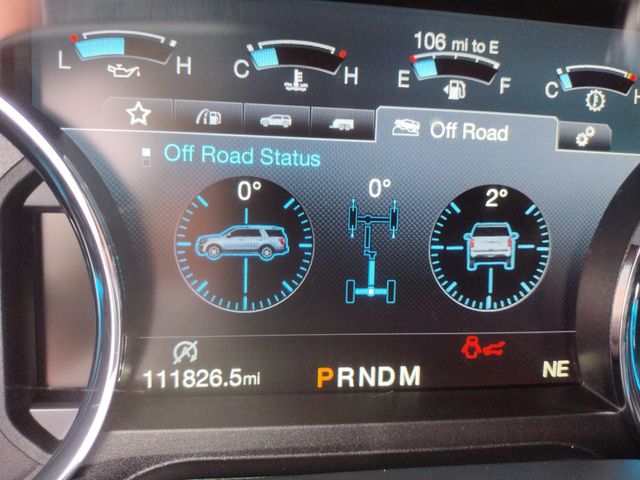 106 mi to E
L H
C H
E F
C H
Off Road
Off Road Status
0° 0° 2°
111826.5mi PRNDM NE